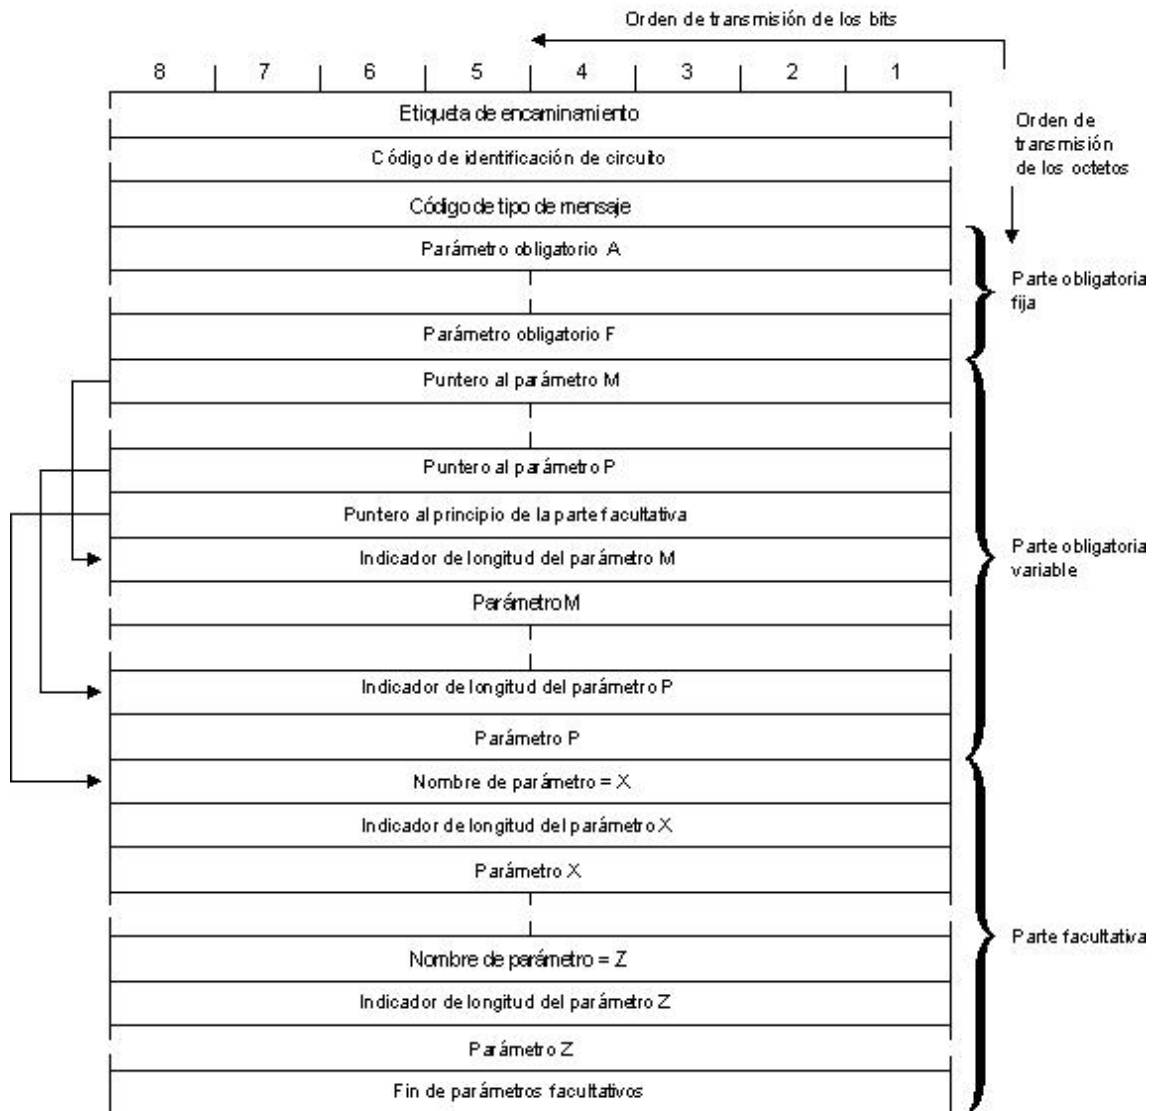 Orden de transmisión de los bits
8 7 6 5 4 3 2 1
Etiqueta de encaminamiento
Código de identificación de circuito
Código de tipo de mensaje
Orden de
transmisión
de los octetos
Parámetro obligatorio A
Parte obligatoria
fija
Parámetro obligatorio F
Puntero al parámetro M
Puntero al parámetro P
Puntero al principio de la parte facultativa
Indicador de longitud del parámetro M
Parte obligatoria
variable
Parámetro M
Indicador de longitud del parámetro P
Parámetro P
Nombre de parámetro = X
Indicador de longitud del parámetro X
Parámetro X
Parte facultativa
Nombre de parámetro = Z
Indicador de longitud del parámetro Z
Parámetro Z
Fin de parámetros facultativos